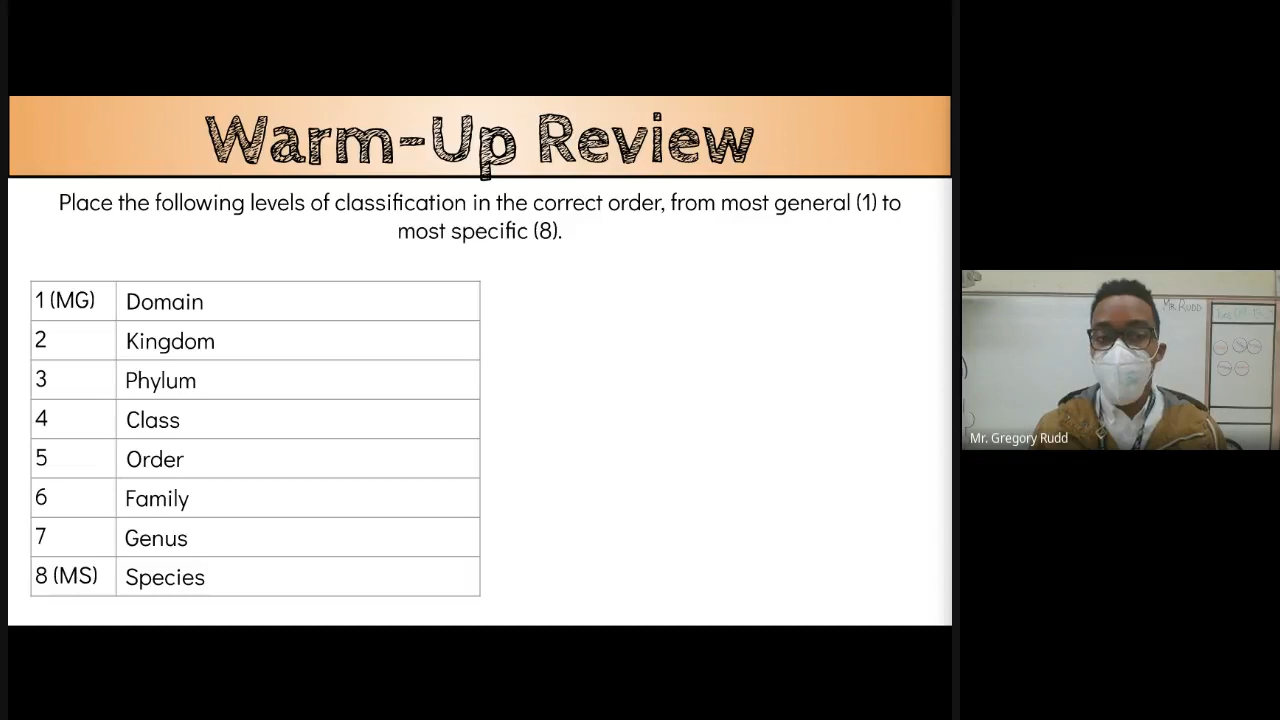 Warm-Up Review
Place the following levels of classification in the correct order, from most general (1) to
most specific (8).
1 (MG) Domain
2 Kingdom
3 Phylum
4 Class
5 Order
6 Family
7 Genus
8 (MS) Species
Mr. Rudd
Mr. Gregory Rudd